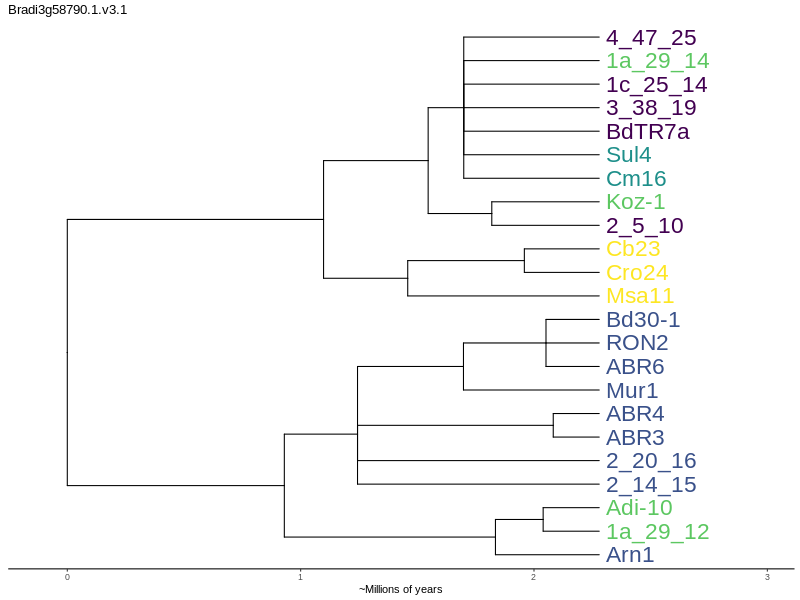 Bradi3g58790.1.v3.1
4_47_25
1a_29_14
1c_25_14
3_38_19
BdTR7a
Sul4
Cm16
Koz-1
2_5_10
Cb23
Cro24
Msa11
Bd30-1
RON2
ABR6
Mur1
ABR4
ABR3
2_20_16
2_14_15
Adi-10
1a_29_12
Arn1
0 1 2 3
~Millions of years